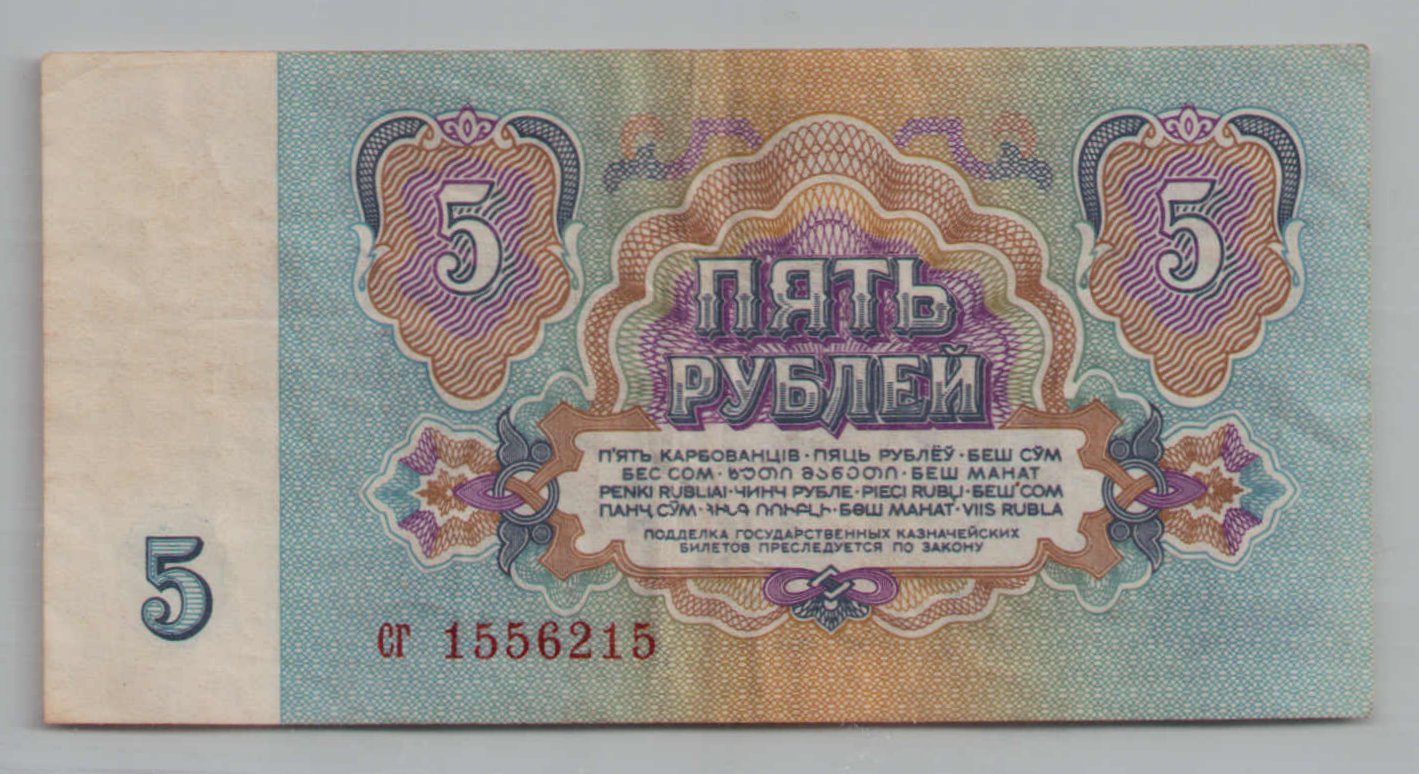 5 5
ПЯТЬ
РУБЛЕЙ
П'ЯТЬ КАРБОВАНЦІВ · ПЯЦЬ РУБЛЁЎ · БЕШ СЎМ
БЕС СОМ · ხუთი მანეთი · БЕШ МАНАТ
PENKI RUBLIAI · ЧИНЧ РУБЛЕ · PIECI RUBĻI · БЕШ СОМ
ПАНҶ СӮМ · ՀԻՆԳ ՌՈՒԲԼԻ · БӘШ МАНАТ · VIIS RUBLA
ПОДДЕЛКА ГОСУДАРСТВЕННЫХ КАЗНАЧЕЙСКИХ
БИЛЕТОВ ПРЕСЛЕДУЕТСЯ ПО ЗАКОНУ
5
сг 1556215